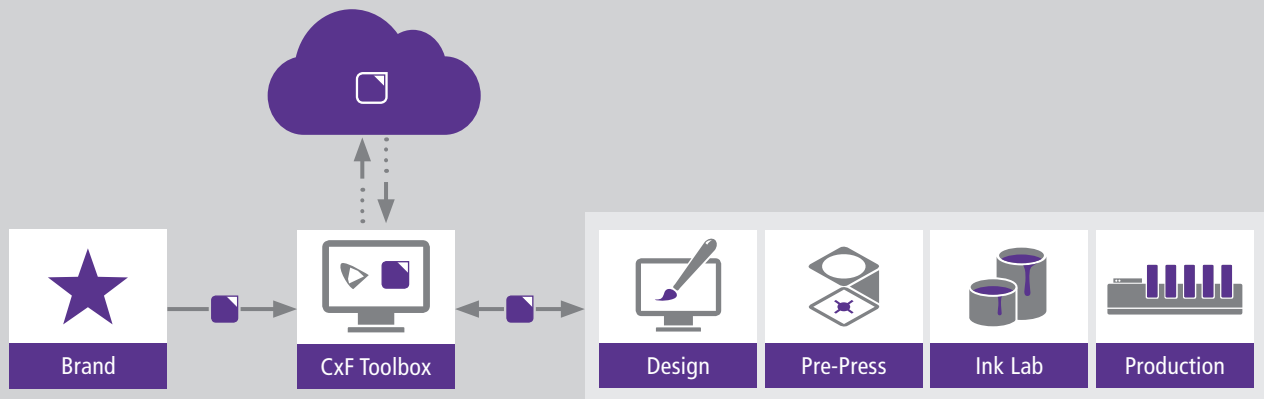 Brand
CxF Toolbox
Design
Pre-Press
Ink Lab
Production